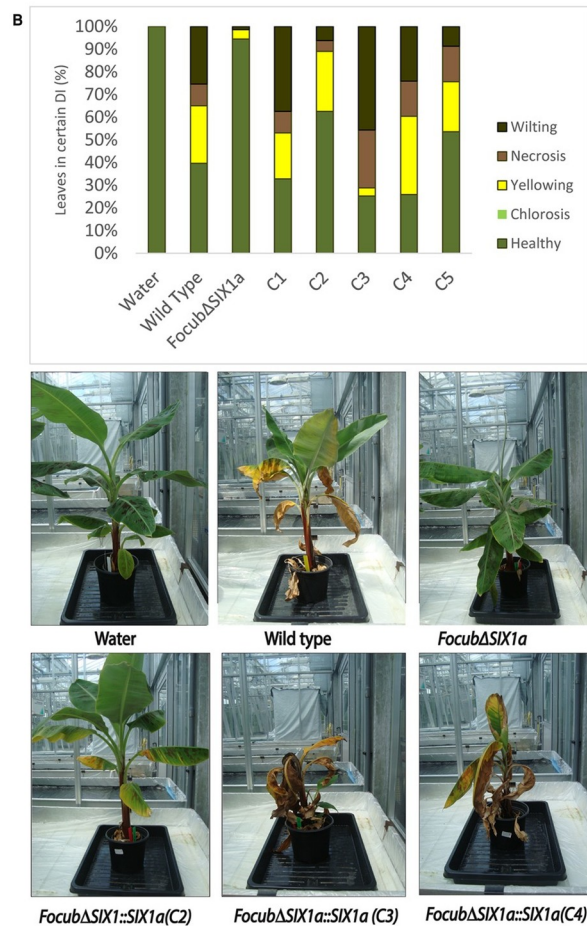 B
100%
90%
80%
70%
60%
50%
40%
30%
20%
10%
0%
Leaves in certain DI (%)
Wilting
Necrosis
Yellowing
Chlorosis
Healthy
Water
Wild Type
FocubΔSIX1a
C1
C2
C3
C4
C5
Water
Wild type
FocubΔSIX1a
FocubΔSIX1::SIX1a(C2)
FocubΔSIX1a::SIX1a (C3)
FocubΔSIX1a::SIX1a(C4)